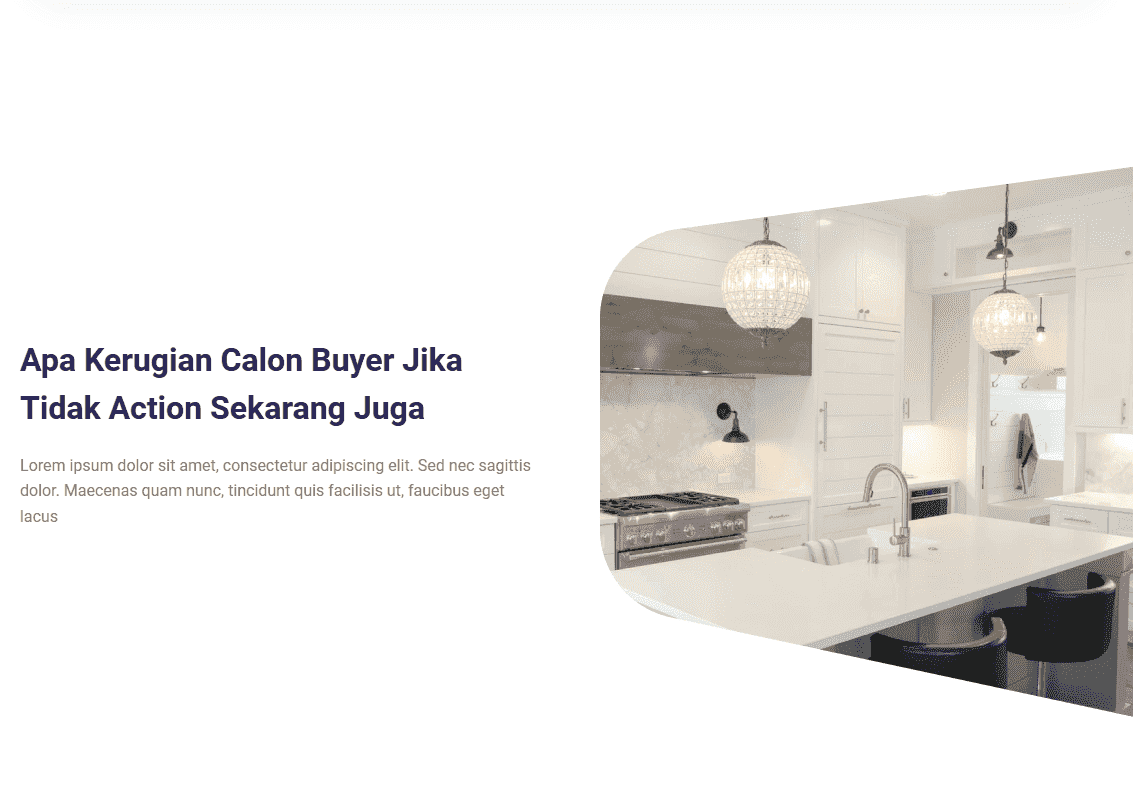 Apa Kerugian Calon Buyer Jika
Tidak Action Sekarang Juga
Lorem ipsum dolor sit amet, consectetur adipiscing elit. Sed nec sagittis
dolor. Maecenas quam nunc, tincidunt quis facilisis ut, faucibus eget
lacus